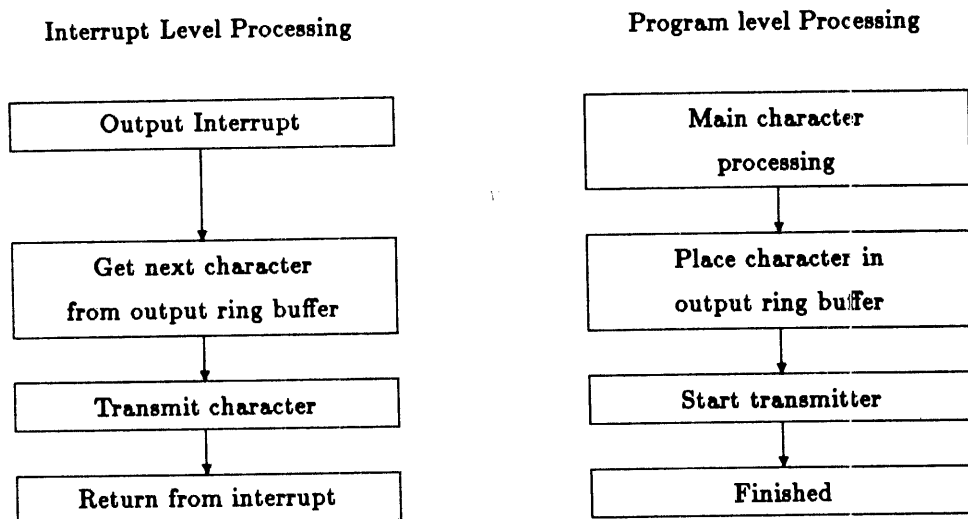 Interrupt Level Processing
Output Interrupt
Get next character
from output ring buffer
Transmit character
Return from interrupt
Program level Processing
Main character
processing
Place character in
output ring buffer
Start transmitter
Finished